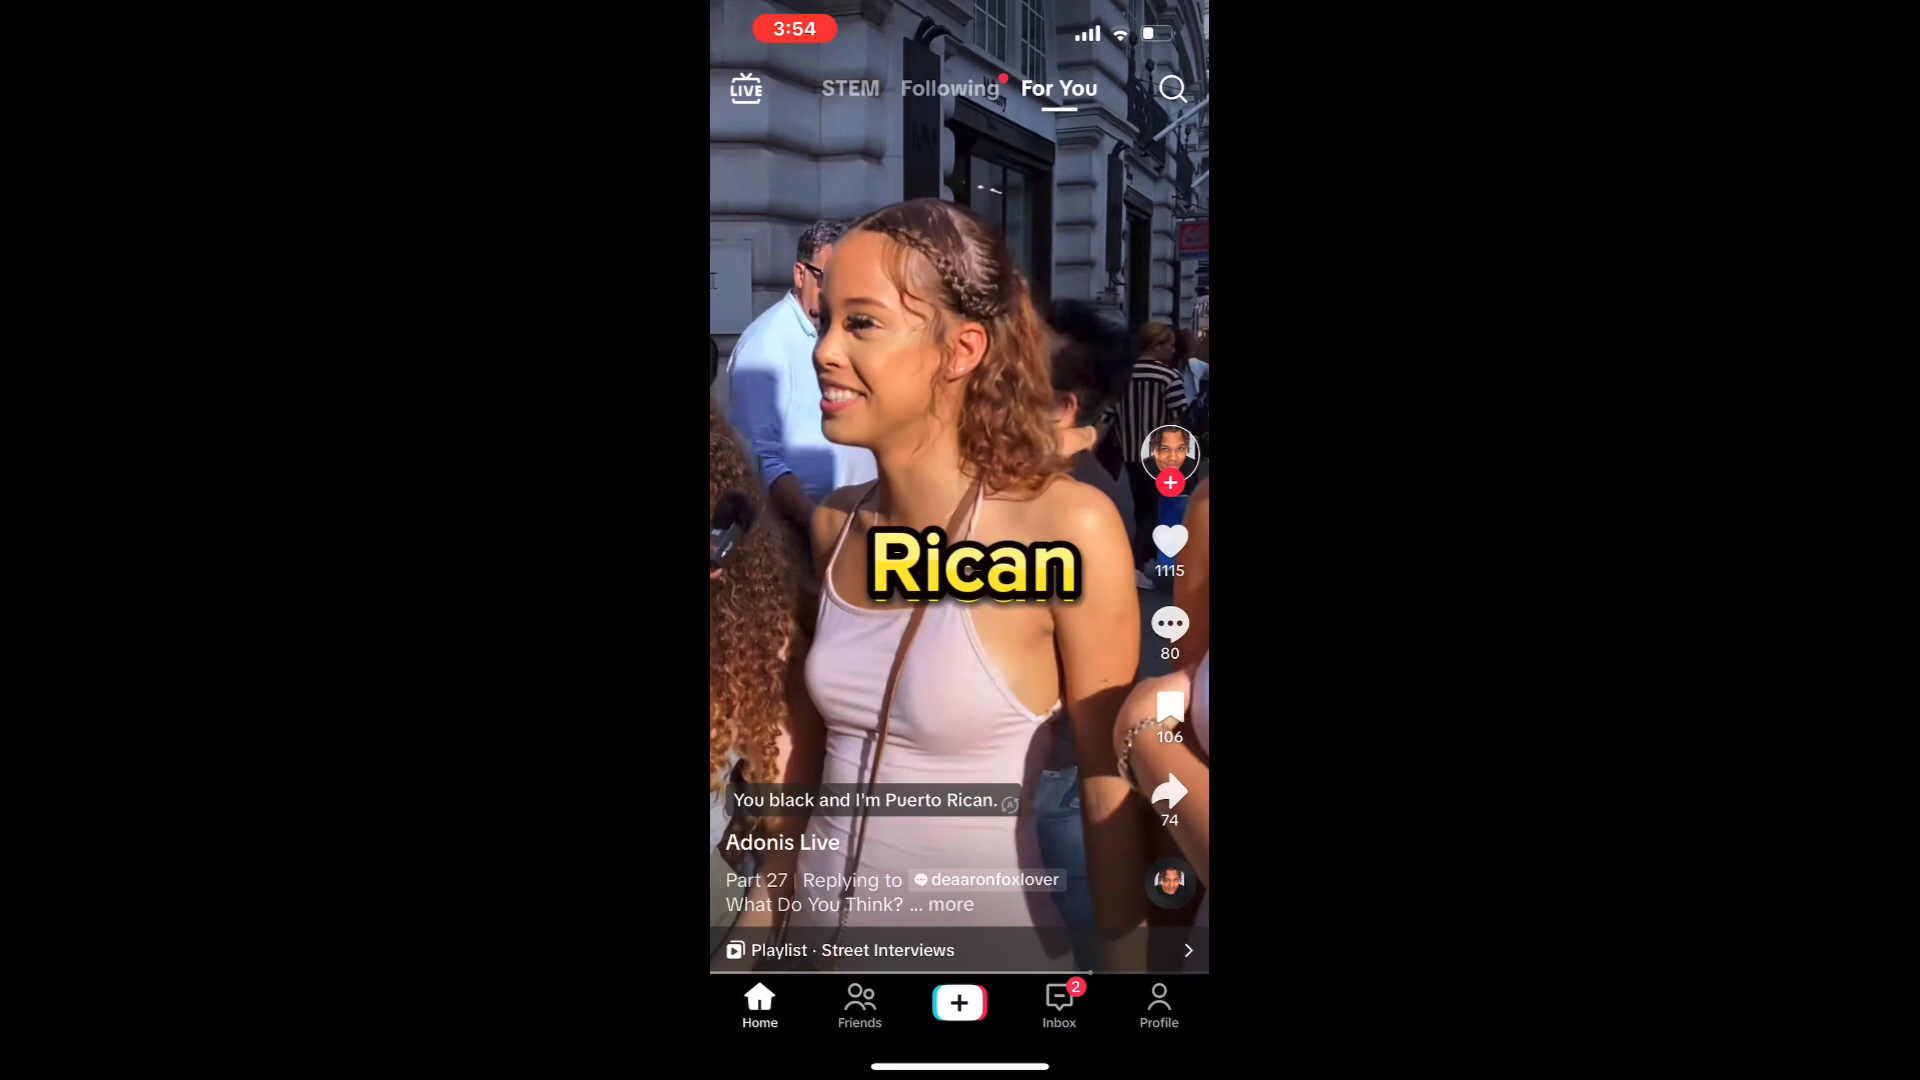 3:54
LIVE
STEM
Following
For You
Rican
1115
80
106
74
You black and I'm Puerto Rican.
Adonis Live
Part 27 | Replying to deaaronfoxlover
What Do You Think? ... more
Playlist · Street Interviews
Home
Friends
2
Inbox
Profile